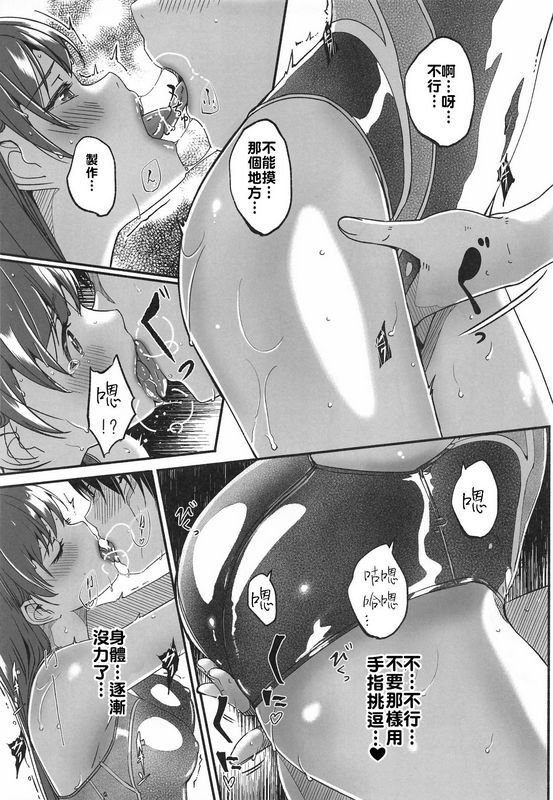 啊…呀…
不行…
不能摸…
那個地方…
製作…
嗯
!?
嗯
咕嗯
哈嗯
…
嗯
不…不行…
不要那樣用
手指挑逗…♥
身體…逐漸
沒力了…